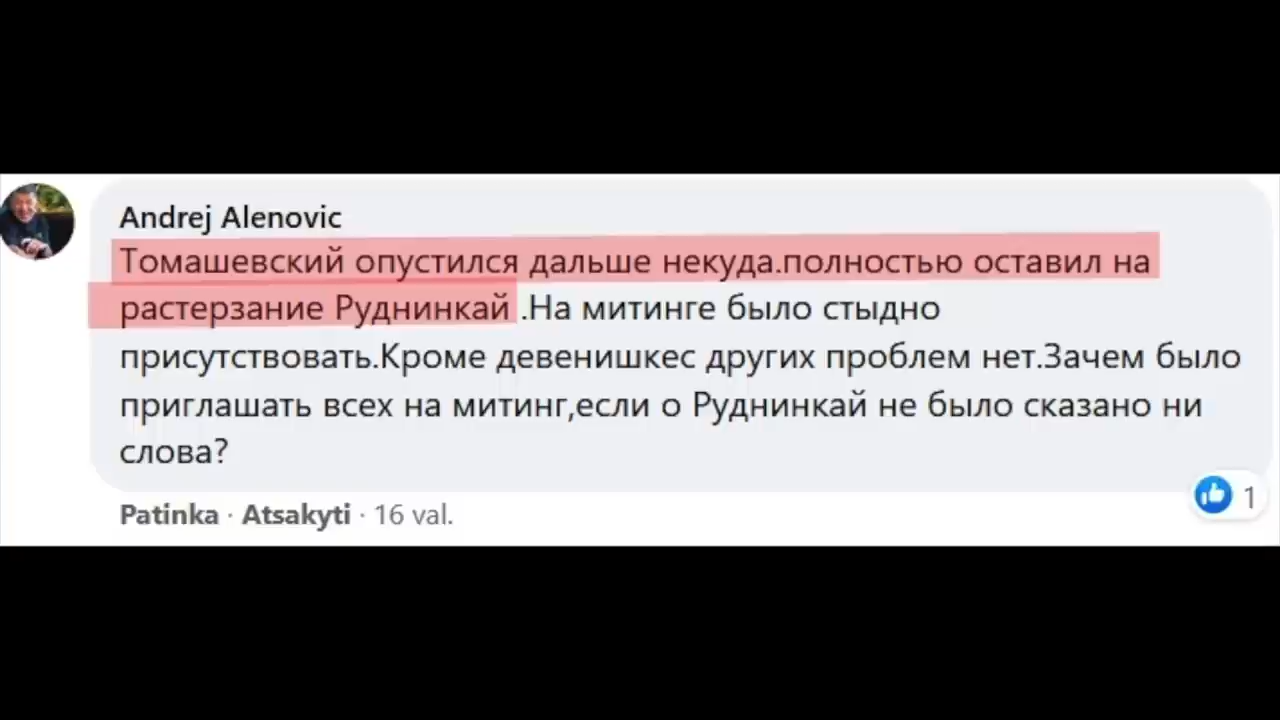 Andrej Alenovic
Томашевский опустился дальше некуда.полностью оставил на
растерзание Руднинкай .На митинге было стыдно
присутствовать.Кроме девенишкес других проблем нет.Зачем было
приглашать всех на митинг,если о Руднинкай не было сказано ни
слова?
Patinka · Atsakyti · 16 val.
1